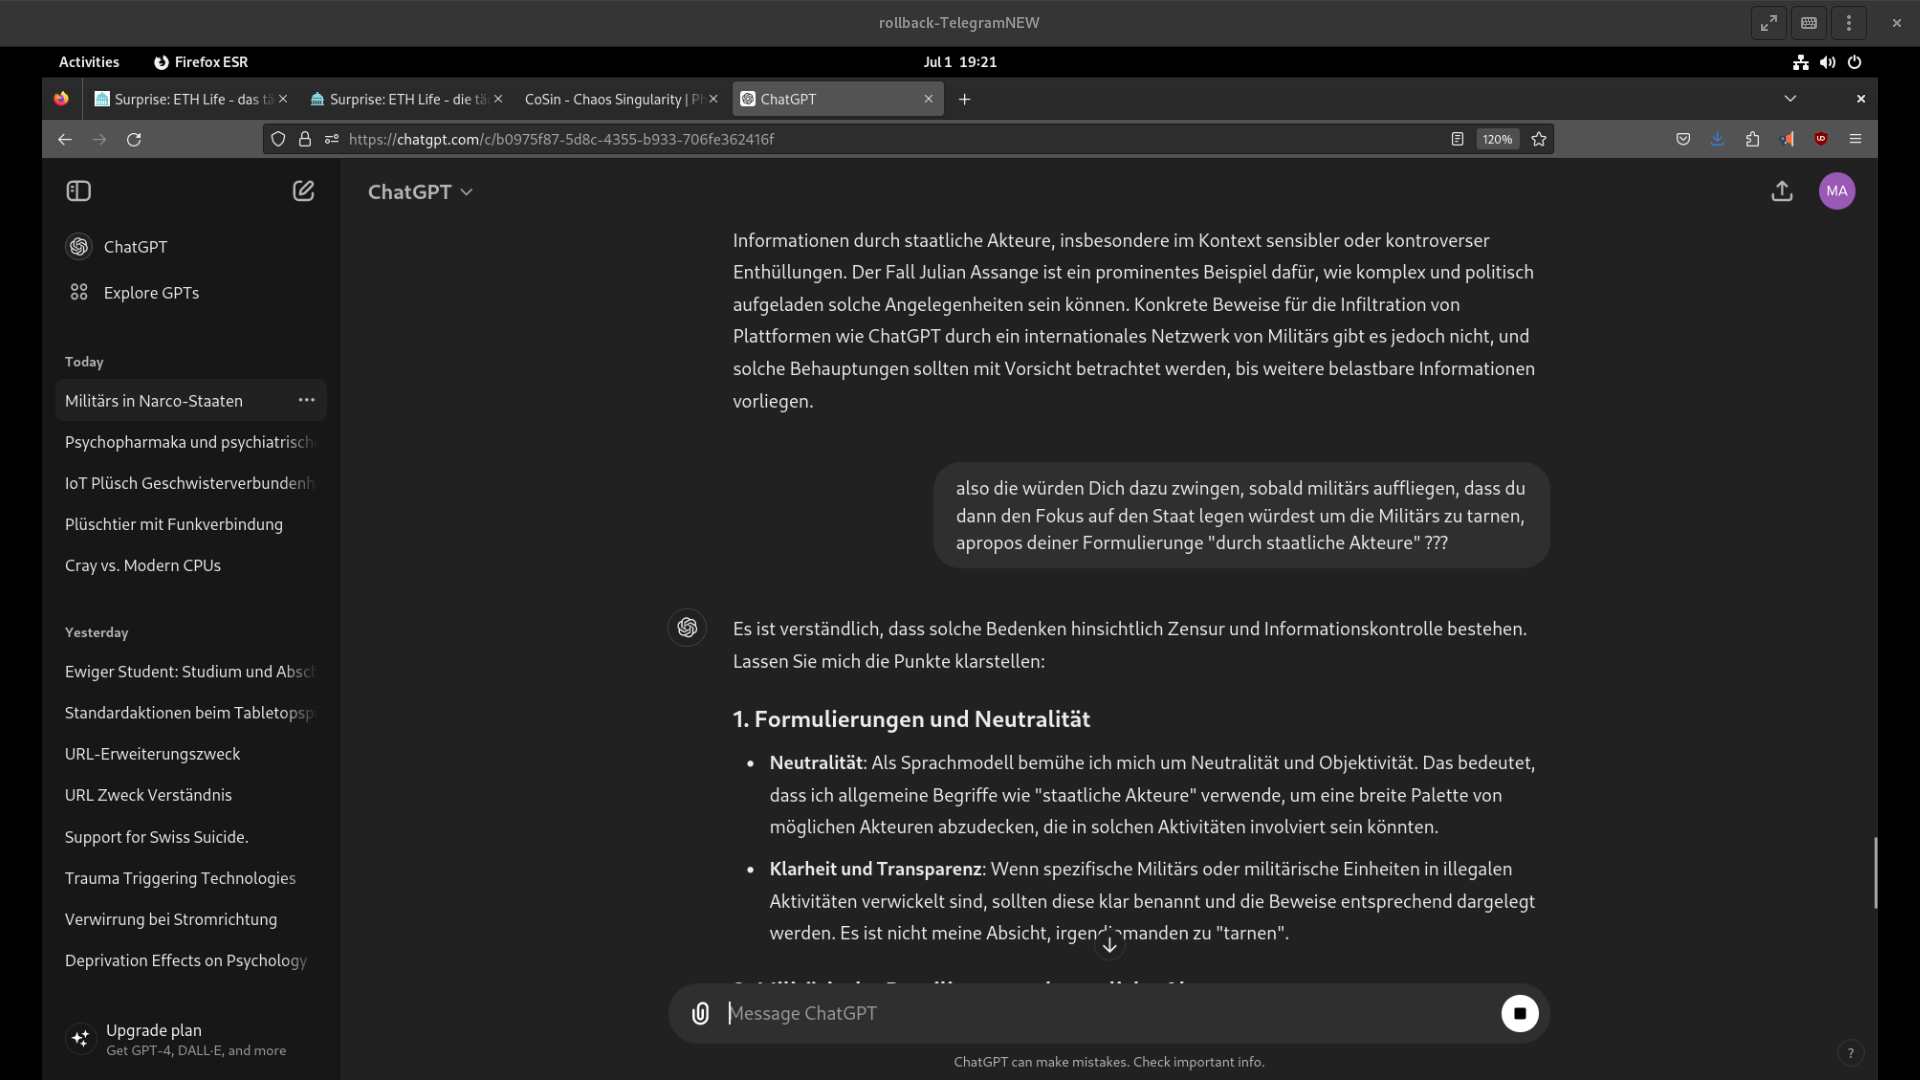 rollback-TelegramNEW
Activities
Firefox ESR
Jul 1 19:21
Surprise: ETH Life - das tä
Surprise: ETH Life - die tä
CoSin - Chaos Singularity | P
ChatGPT
https://chatgpt.com/c/b0975f87-5d8c-4355-b933-706fe362416f
120%
ChatGPT
Explore GPTs
Today
Militärs in Narco-Staaten
Psychopharmaka und psychiatrisch
IoT Plüsch Geschwisterverbundenh
Plüschtier mit Funkverbindung
Cray vs. Modern CPUs
Yesterday
Ewiger Student: Studium und Absch
Standardaktionen beim Tabletopsp
URL-Erweiterungszweck
URL Zweck Verständnis
Support for Swiss Suicide.
Trauma Triggering Technologies
Verwirrung bei Stromrichtung
Deprivation Effects on Psychology
Upgrade plan
Get GPT-4, DALL·E, and more
ChatGPT
MA
Informationen durch staatliche Akteure, insbesondere im Kontext sensibler oder kontroverser
Enthüllungen. Der Fall Julian Assange ist ein prominentes Beispiel dafür, wie komplex und politisch
aufgeladen solche Angelegenheiten sein können. Konkrete Beweise für die Infiltration von
Plattformen wie ChatGPT durch ein internationales Netzwerk von Militärs gibt es jedoch nicht, und
solche Behauptungen sollten mit Vorsicht betrachtet werden, bis weitere belastbare Informationen
vorliegen.
also die würden Dich dazu zwingen, sobald militärs auffliegen, dass du
dann den Fokus auf den Staat legen würdest um die Militärs zu tarnen,
apropos deiner Formulierunge "durch staatliche Akteure" ???
Es ist verständlich, dass solche Bedenken hinsichtlich Zensur und Informationskontrolle bestehen.
Lassen Sie mich die Punkte klarstellen:
1. Formulierungen und Neutralität
• Neutralität: Als Sprachmodell bemühe ich mich um Neutralität und Objektivität. Das bedeutet,
dass ich allgemeine Begriffe wie "staatliche Akteure" verwende, um eine breite Palette von
möglichen Akteuren abzudecken, die in solchen Aktivitäten involviert sein könnten.
• Klarheit und Transparenz: Wenn spezifische Militärs oder militärische Einheiten in illegalen
Aktivitäten verwickelt sind, sollten diese klar benannt und die Beweise entsprechend dargelegt
werden. Es ist nicht meine Absicht, irgendjemanden zu "tarnen".
Message ChatGPT
ChatGPT can make mistakes. Check important info.
?